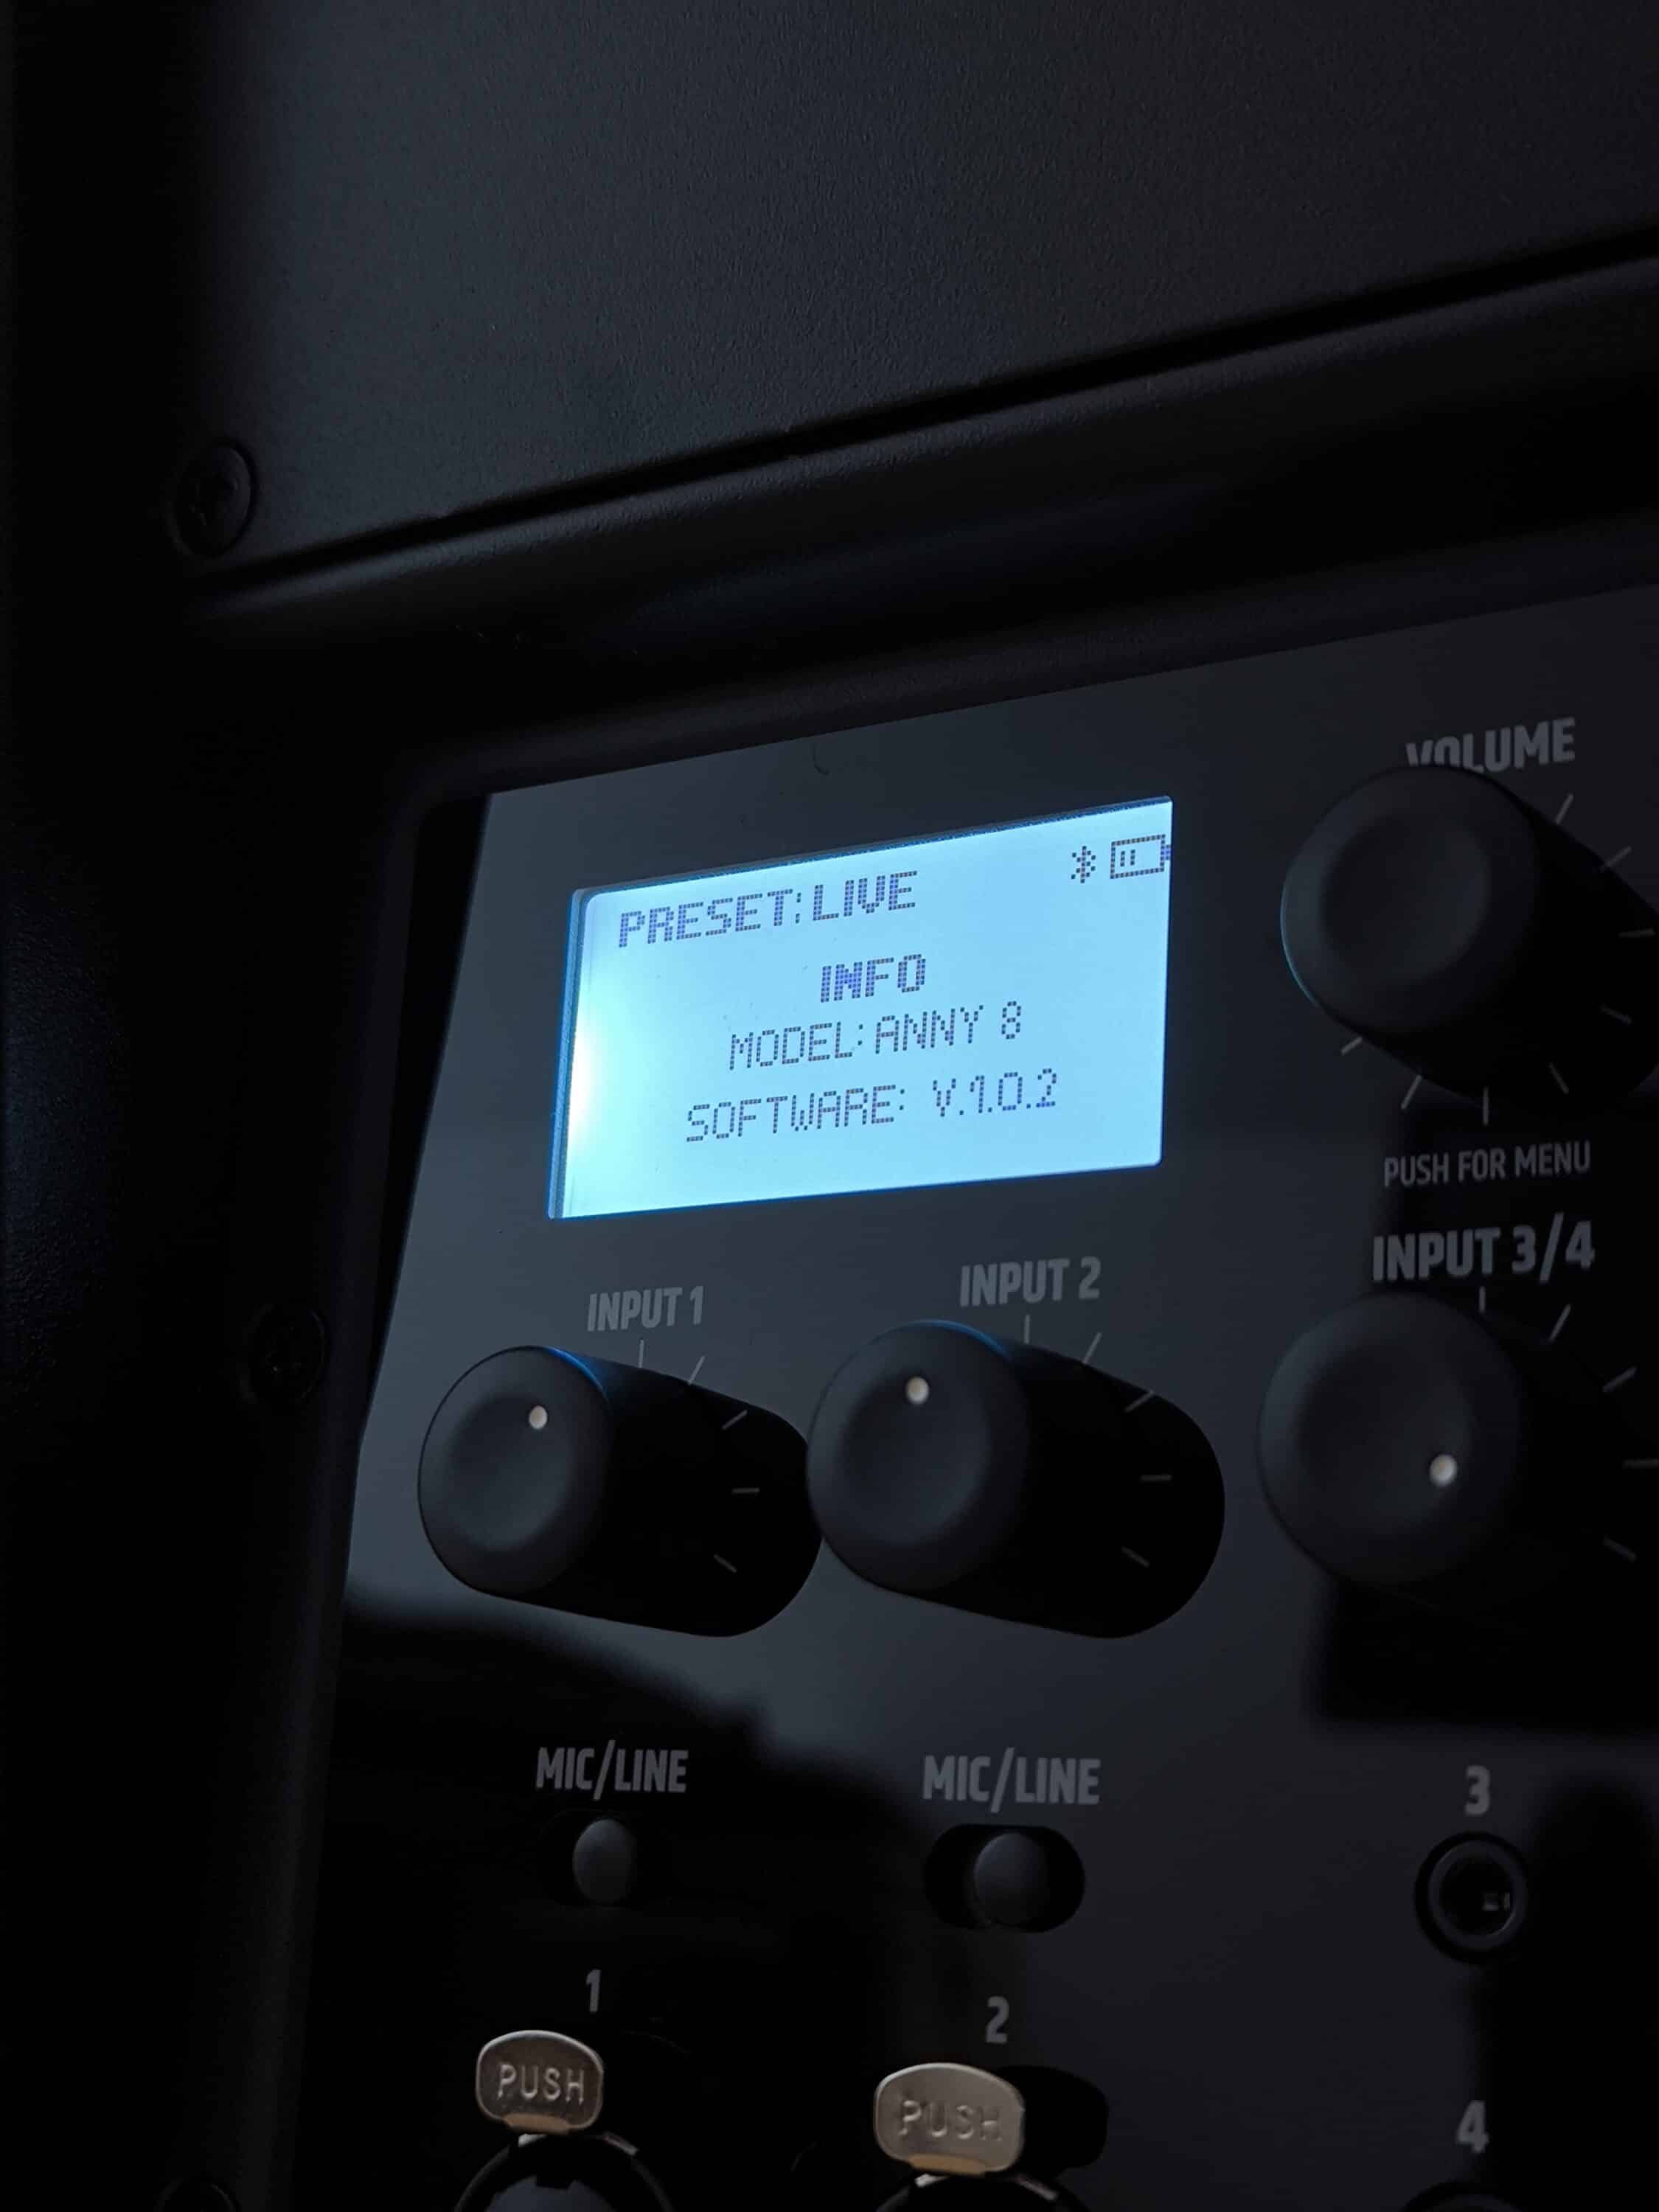 PRESET:LIVE
INFO
MODEL: ANNY 8
SOFTWARE: V.1.0.2
VOLUME
PUSH FOR MENU
INPUT 1
INPUT 2
INPUT 3/4
MIC/LINE
MIC/LINE
3
1
2
PUSH
PUSH
4